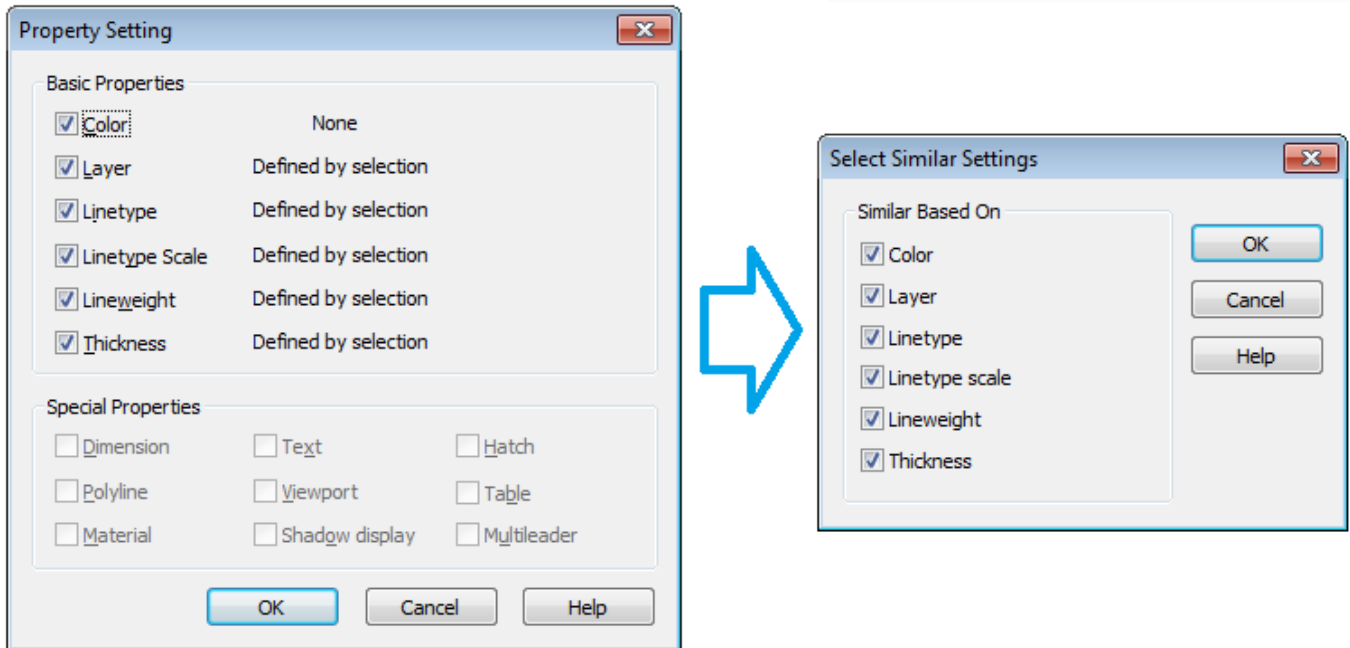 Property Setting
Basic Properties
Color None
Layer Defined by selection
Linetype Defined by selection
Linetype Scale Defined by selection
Lineweight Defined by selection
Thickness Defined by selection
Special Properties
Dimension Text Hatch
Polyline Viewport Table
Material Shadow display Multileader
OK Cancel Help
Select Similar Settings
Similar Based On
Color
Layer
Linetype
Linetype scale
Lineweight
Thickness
OK
Cancel
Help